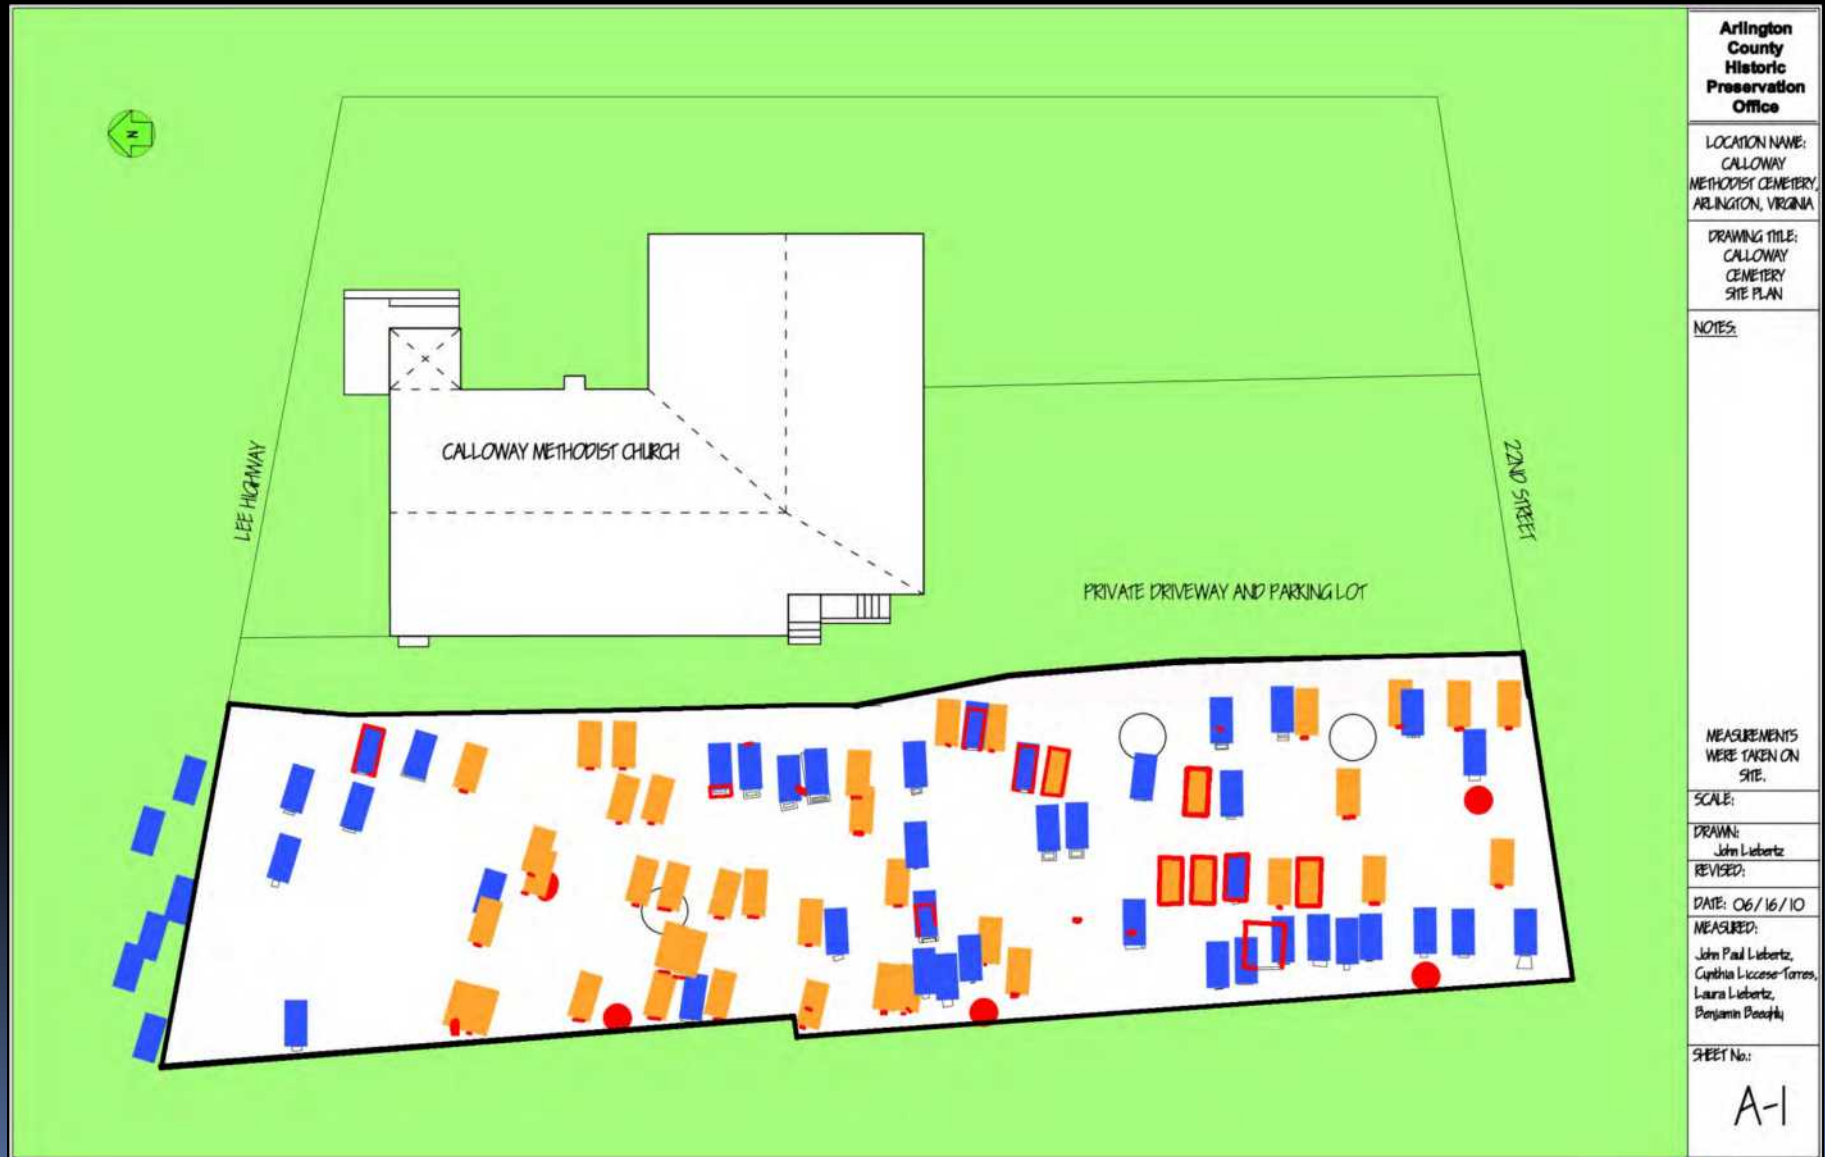 N
LEE HIGHWAY
CALLOWAY METHODIST CHURCH
22ND STREET
PRIVATE DRIVEWAY AND PARKING LOT
Arlington
County
Historic
Preservation
Office
LOCATION NAME:
CALLOWAY
METHODIST CEMETERY,
ARLINGTON, VIRGINIA
DRAWING TITLE:
CALLOWAY
CEMETERY
SITE PLAN
NOTES:
MEASUREMENTS
WERE TAKEN ON
SITE.
SCALE:
DRAWN:
John Liebertz
REVISED:
DATE: 06/16/10
MEASURED:
John Paul Liebertz,
Cynthia Liccese-Torres,
Laura Liebertz,
Benjamin Beeghly
SHEET No.:
A-1